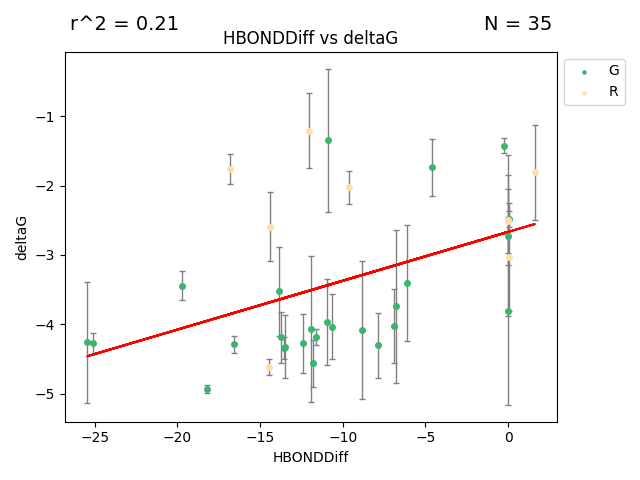 r^2 = 0.21
N = 35
HBONDDiff vs deltaG
G
R
−1
−2
−3
−4
−5
deltaG
−25
−20
−15
−10
−5
0
HBONDDiff